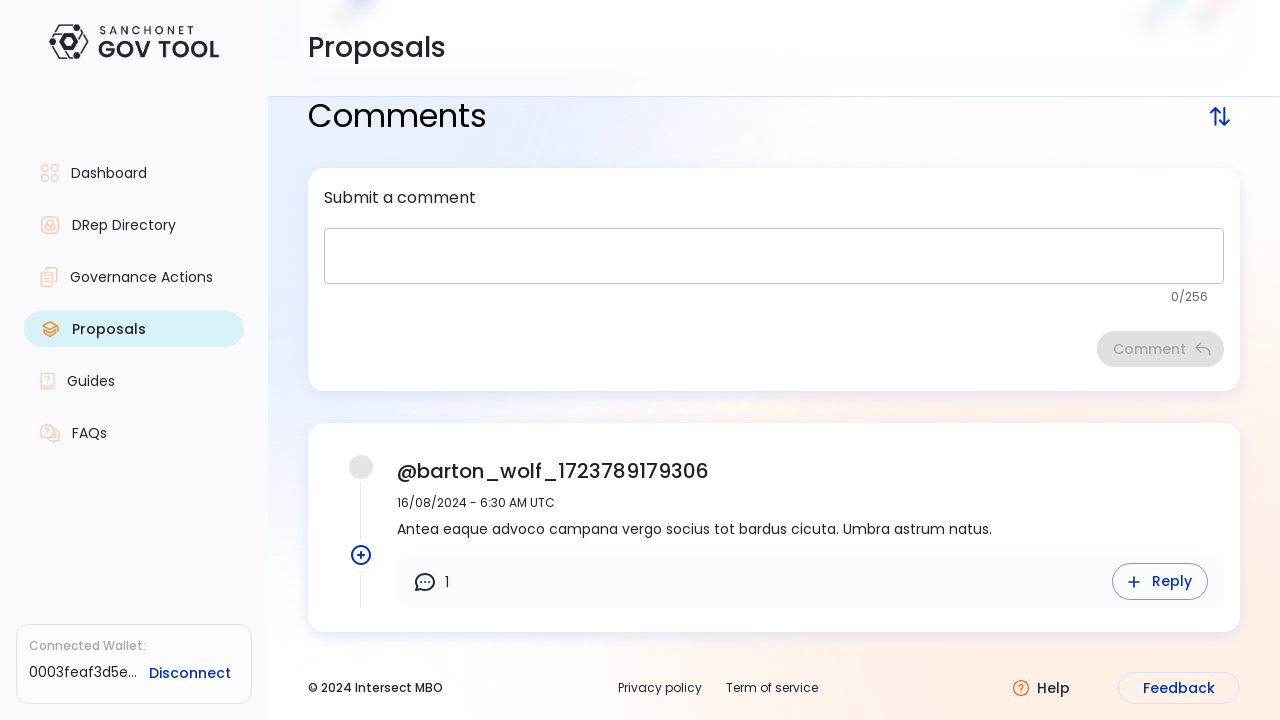 SANCHONET
GOV TOOL
Proposals
Dashboard
DRep Directory
Governance Actions
Proposals
Guides
FAQs
Connected Wallet:
0003feaf3d5e...
Disconnect
Comments
Submit a comment
0/256
Comment
@barton_wolf_1723789179306
16/08/2024 - 6:30 AM UTC
Antea eaque advoco campana vergo socius tot bardus cicuta. Umbra astrum natus.
1
Reply
© 2024 Intersect MBO
Privacy policy
Term of service
Help
Feedback